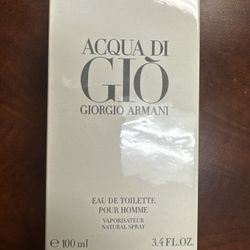 ACQUA DI
GIÒ
GIORGIO ARMANI
EAU DE TOILETTE
POUR HOMME
VAPORISATEUR
NATURAL SPRAY
e 100 ml 3,4 FL.OZ.